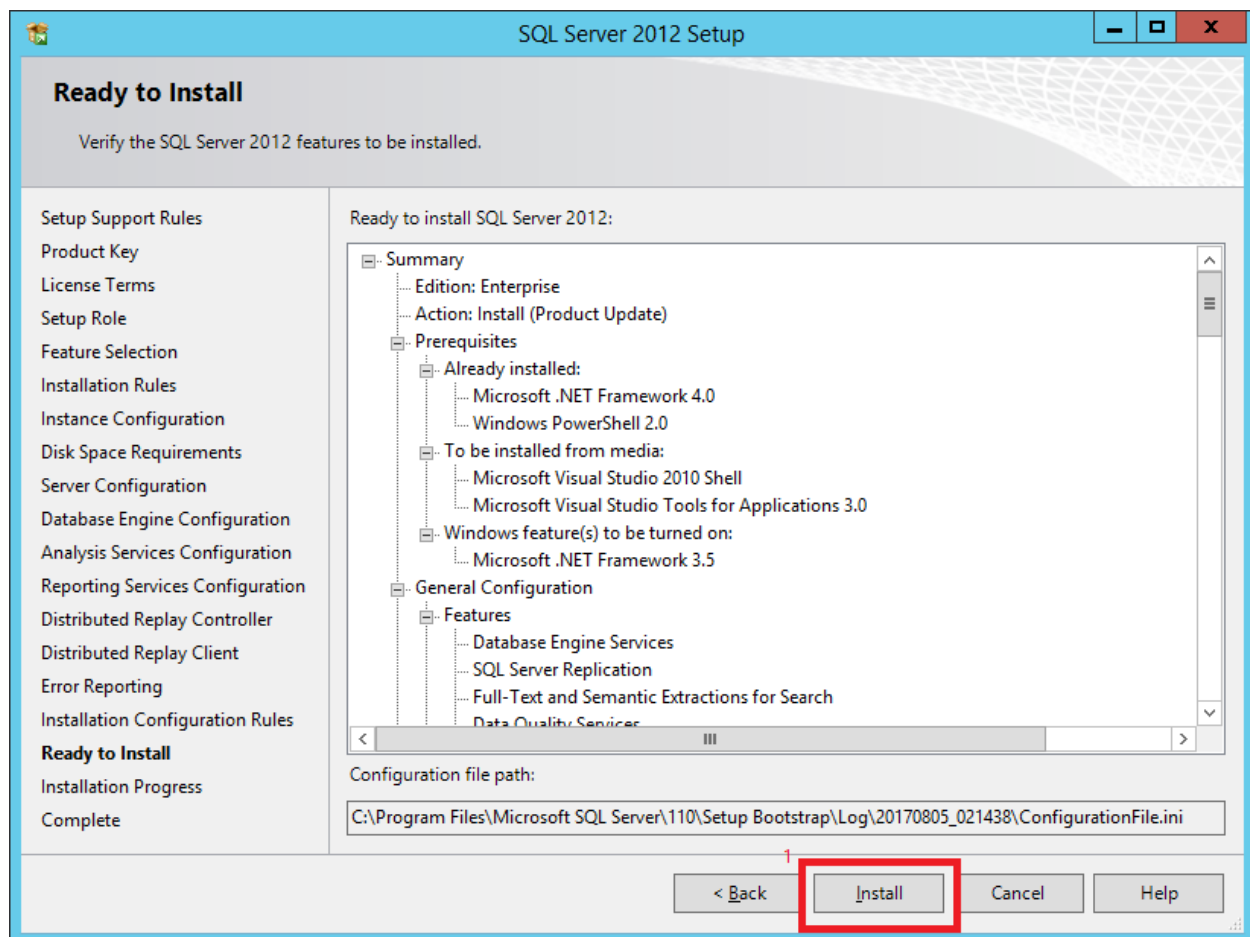 SQL Server 2012 Setup
Ready to Install
Verify the SQL Server 2012 features to be installed.
Setup Support Rules
Product Key
License Terms
Setup Role
Feature Selection
Installation Rules
Instance Configuration
Disk Space Requirements
Server Configuration
Database Engine Configuration
Analysis Services Configuration
Reporting Services Configuration
Distributed Replay Controller
Distributed Replay Client
Error Reporting
Installation Configuration Rules
Ready to Install
Installation Progress
Complete
Ready to install SQL Server 2012:
Summary
Edition: Enterprise
Action: Install (Product Update)
Prerequisites
Already installed:
Microsoft .NET Framework 4.0
Windows PowerShell 2.0
To be installed from media:
Microsoft Visual Studio 2010 Shell
Microsoft Visual Studio Tools for Applications 3.0
Windows feature(s) to be turned on:
Microsoft .NET Framework 3.5
General Configuration
Features
Database Engine Services
SQL Server Replication
Full-Text and Semantic Extractions for Search
Data Quality Services
Configuration file path:
C:\Program Files\Microsoft SQL Server\110\Setup Bootstrap\Log\20170805_021438\ConfigurationFile.ini
1
< Back
Install
Cancel
Help